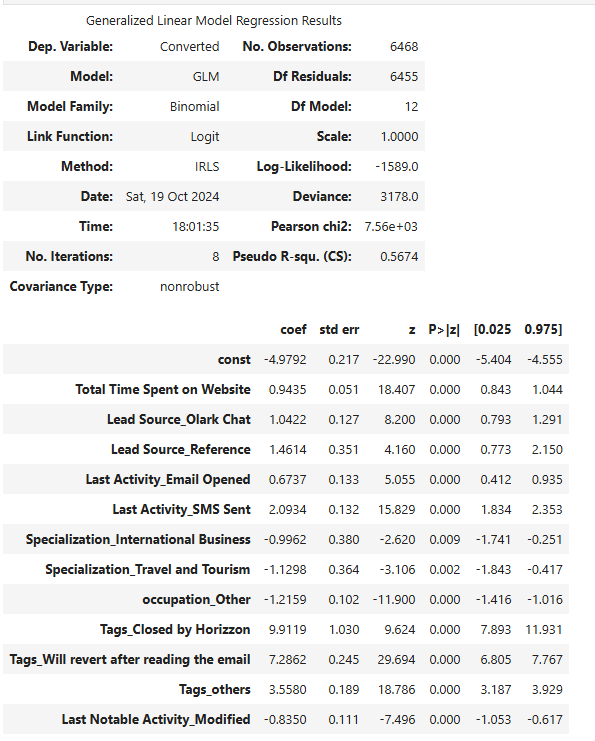 Generalized Linear Model Regression Results
Dep. Variable: Converted No. Observations: 6468
Model: GLM Df Residuals: 6455
Model Family: Binomial Df Model: 12
Link Function: Logit Scale: 1.0000
Method: IRLS Log-Likelihood: -1589.0
Date: Sat, 19 Oct 2024 Deviance: 3178.0
Time: 18:01:35 Pearson chi2: 7.56e+03
No. Iterations: 8 Pseudo R-squ. (CS): 0.5674
Covariance Type: nonrobust
coef std err z P>|z| [0.025 0.975]
const -4.9792 0.217 -22.990 0.000 -5.404 -4.555
Total Time Spent on Website 0.9435 0.051 18.407 0.000 0.843 1.044
Lead Source_Olark Chat 1.0422 0.127 8.200 0.000 0.793 1.291
Lead Source_Reference 1.4614 0.351 4.160 0.000 0.773 2.150
Last Activity_Email Opened 0.6737 0.133 5.055 0.000 0.412 0.935
Last Activity_SMS Sent 2.0934 0.132 15.829 0.000 1.834 2.353
Specialization_International Business -0.9962 0.380 -2.620 0.009 -1.741 -0.251
Specialization_Travel and Tourism -1.1298 0.364 -3.106 0.002 -1.843 -0.417
occupation_Other -1.2159 0.102 -11.900 0.000 -1.416 -1.016
Tags_Closed by Horizzon 9.9119 1.030 9.624 0.000 7.893 11.931
Tags_Will revert after reading the email 7.2862 0.245 29.694 0.000 6.805 7.767
Tags_others 3.5580 0.189 18.786 0.000 3.187 3.929
Last Notable Activity_Modified -0.8350 0.111 -7.496 0.000 -1.053 -0.617